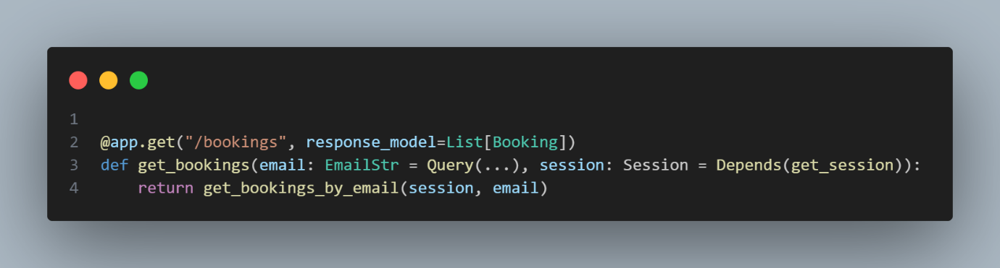 1
2 @app.get("/bookings", response_model=List[Booking])
3 def get_bookings(email: EmailStr = Query(...), session: Session = Depends(get_session)):
4     return get_bookings_by_email(session, email)